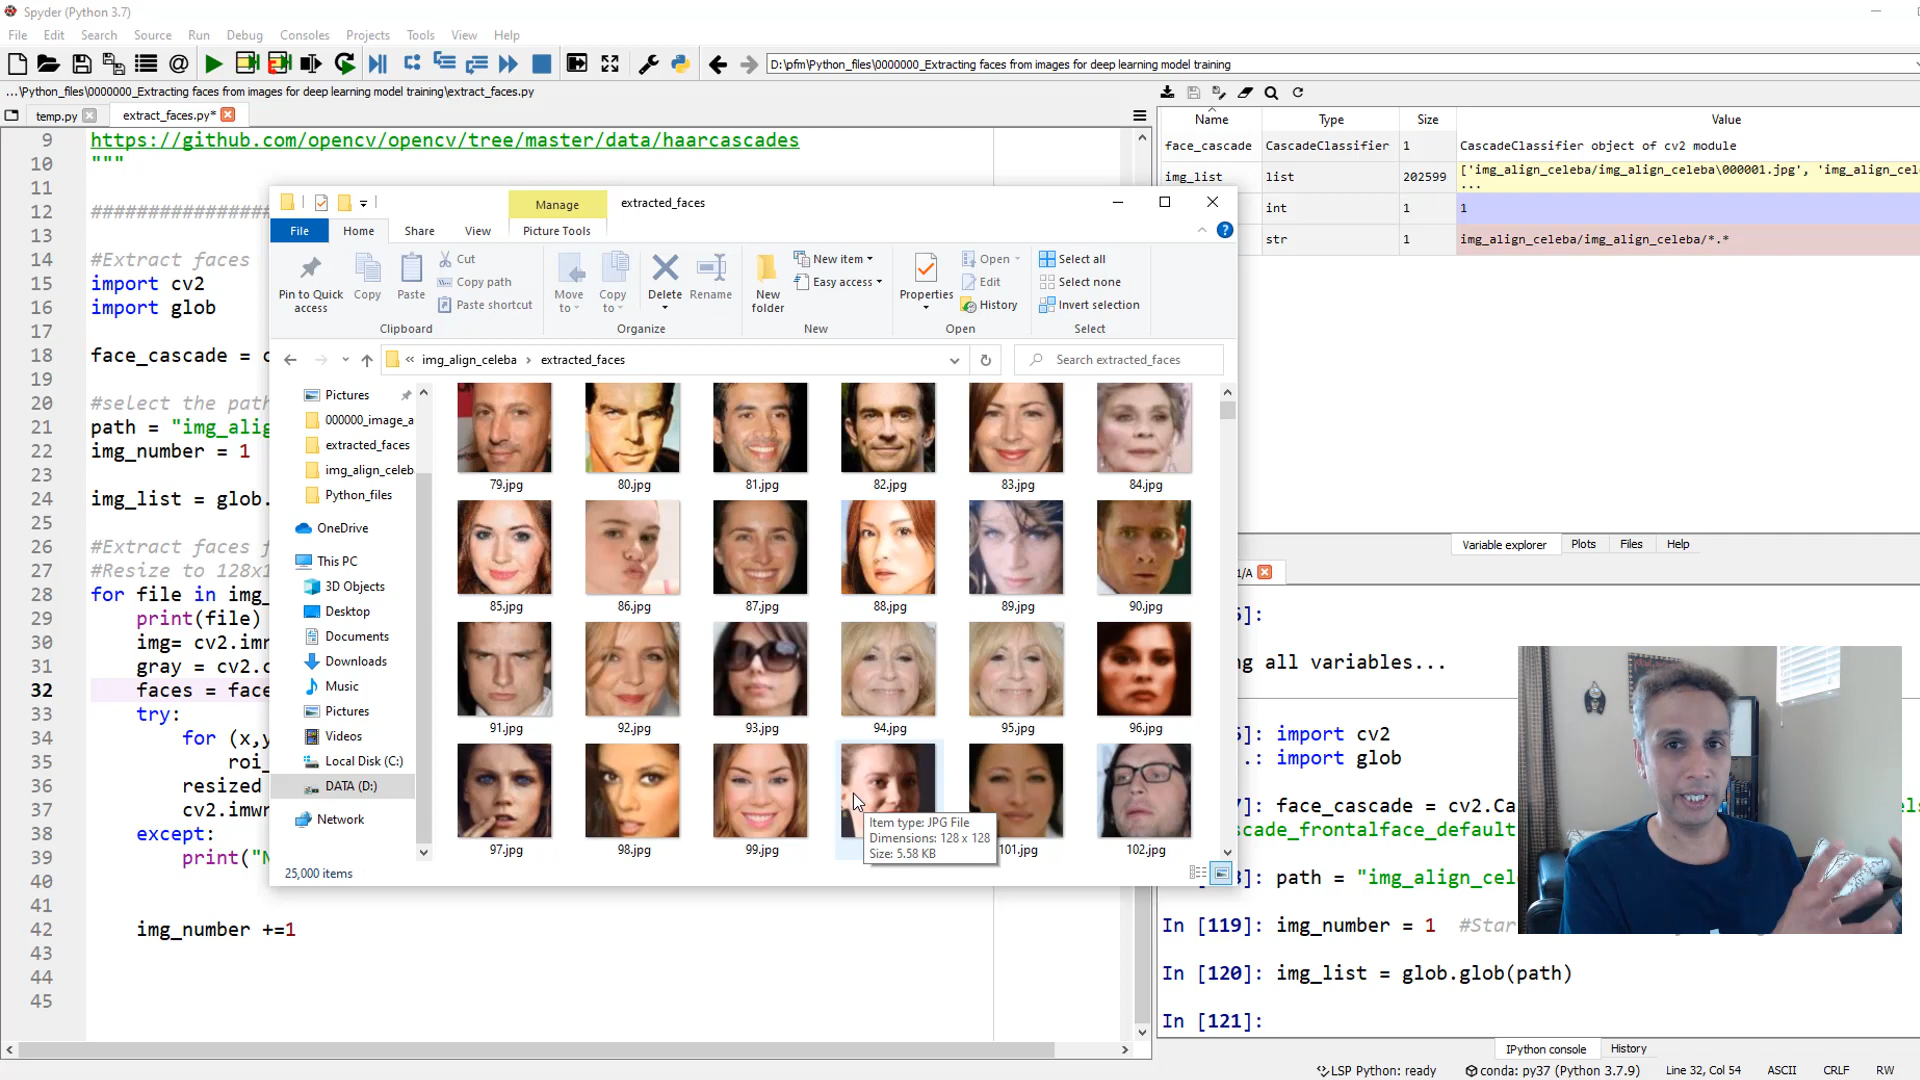 Spyder (Python 3.7)
File Edit Search Source Run Debug Consoles Projects Tools View Help
D:\pfm\Python_files\0000000_Extracting faces from images for deep learning model training
...\Python_files\0000000_Extracting faces from images for deep learning model training\extract_faces.py
temp.py
extract_faces.py*
9 https://github.com/opencv/opencv/tree/master/data/haarcascades
10 """
11
12 ################
13
14 #Extract faces
15 import cv2
16 import glob
17
18 face_cascade = c
19
20 #select the path
21 path = "img_alig
22 img_number = 1
23
24 img_list = glob.
25
26 #Extract faces f
27 #Resize to 128x1
28 for file in img_
29 print(file)
30 img= cv2.imr
31 gray = cv2.c
32 faces = face
33 try:
34 for (x,y
35 roi_
36 resized
37 cv2.imwr
38 except:
39 print("N
40
41
42 img_number +=1
43
44
45
Manage extracted_faces
File Home Share View Picture Tools
Pin to Quick access
Copy
Paste
Cut
Copy path
Paste shortcut
Clipboard
Move to
Copy to
Delete
Rename
Organize
New folder
New item
Easy access
New
Properties
Open
Edit
History
Open
Select all
Select none
Invert selection
Select
« img_align_celeba › extracted_faces
Search extracted_faces
Pictures
000000_image_a
extracted_faces
img_align_celeb
Python_files
OneDrive
This PC
3D Objects
Desktop
Documents
Downloads
Music
Pictures
Videos
Local Disk (C:)
DATA (D:)
Network
79.jpg 80.jpg 81.jpg 82.jpg 83.jpg 84.jpg
85.jpg 86.jpg 87.jpg 88.jpg 89.jpg 90.jpg
91.jpg 92.jpg 93.jpg 94.jpg 95.jpg 96.jpg
97.jpg 98.jpg 99.jpg 101.jpg 102.jpg
Item type: JPG File
Dimensions: 128 x 128
Size: 5.58 KB
25,000 items
Name Type Size Value
face_cascade CascadeClassifier 1 CascadeClassifier object of cv2 module
img_list list 202599 ['img_align_celeba/img_align_celeba\000001.jpg', 'img_align_cel
...
int 1 1
str 1 img_align_celeba/img_align_celeba/*.*
Variable explorer Plots Files Help
1/A
]:
ng all variables...
]: import cv2
.: import glob
]: face_cascade = cv2.Ca
scade_frontalface_default
]: path = "img_align_cel
In [119]: img_number = 1 #Star
In [120]: img_list = glob.glob(path)
In [121]:
IPython console History
LSP Python: ready conda: py37 (Python 3.7.9) Line 32, Col 54 ASCII CRLF RW